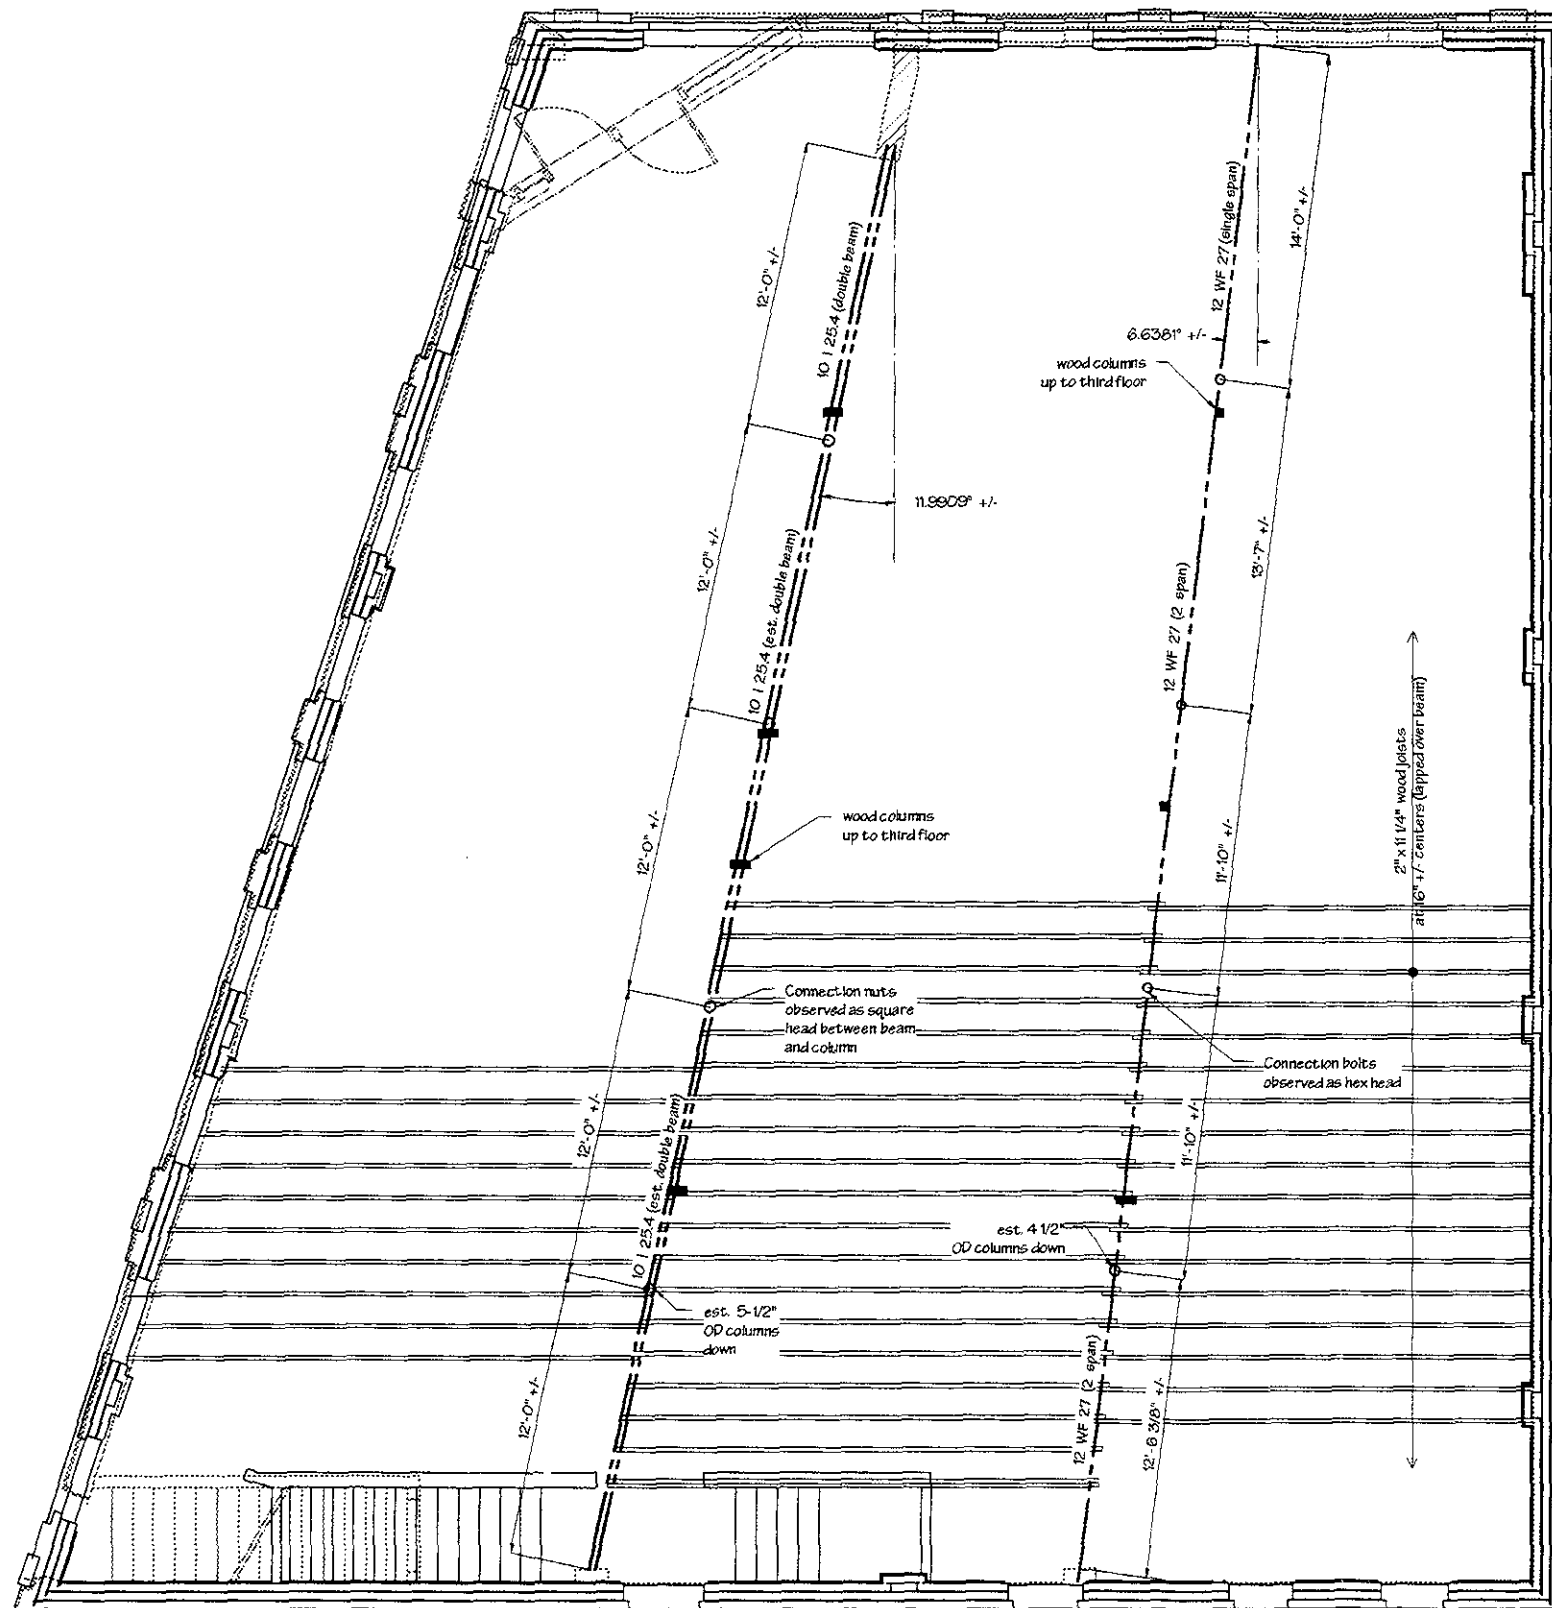 12'-0" +/-
10 I 25.4 (double beam)
12 WF 27 (single span)
14'-0" +/-
6.6381° +/-
wood columns
up to third floor
11.9909° +/-
12'-0" +/-
10 I 25.4 (est. double beam)
12 WF 27 (2 span)
13'-7" +/-
12'-0" +/-
wood columns
up to third floor
11'-10" +/-
2" x 11 1/4" wood joists
at 16" +/- centers (lapped over beam)
Connection nuts
observed as square
head between beam
and column
Connection bolts
observed as hex head
12'-0" +/-
10 I 25.4 (est. double beam)
11'-10" +/-
est. 4 1/2"
OD columns down
est. 5-1/2"
OD columns
down
12'-0" +/-
12 WF 27 (2 span)
12'-6 3/8" +/-